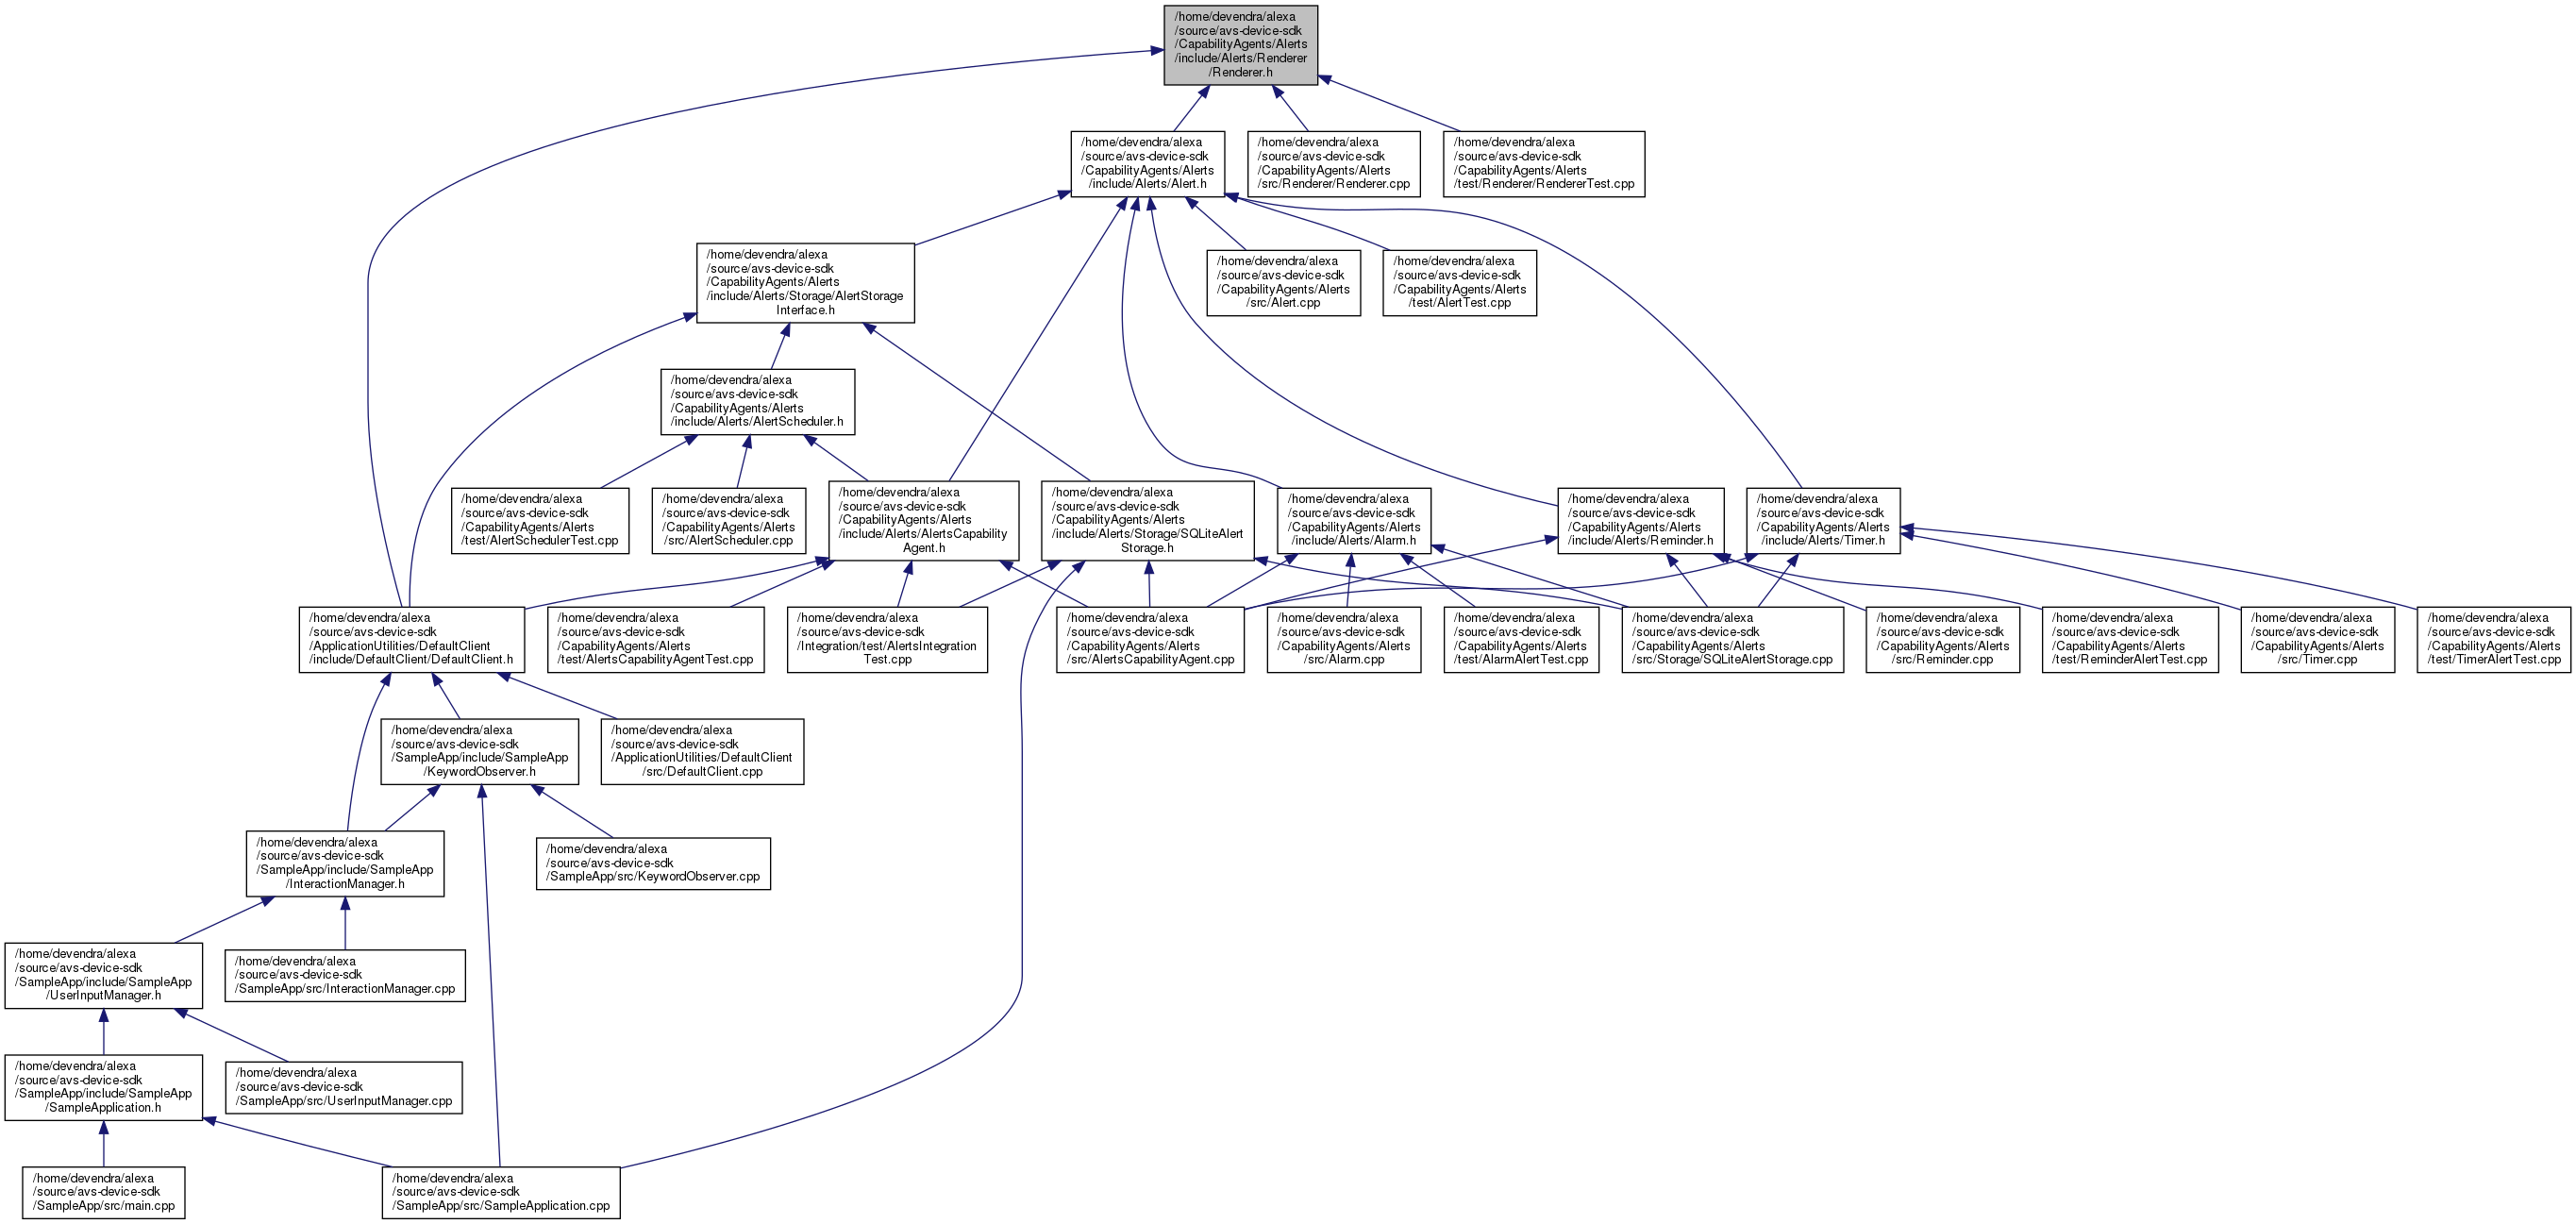 /home/devendra/alexa
/source/avs-device-sdk
/CapabilityAgents/Alerts
/include/Alerts/Renderer
/Renderer.h
/home/devendra/alexa
/source/avs-device-sdk
/CapabilityAgents/Alerts
/include/Alerts/Alert.h
/home/devendra/alexa
/source/avs-device-sdk
/CapabilityAgents/Alerts
/src/Renderer/Renderer.cpp
/home/devendra/alexa
/source/avs-device-sdk
/CapabilityAgents/Alerts
/test/Renderer/RendererTest.cpp
/home/devendra/alexa
/source/avs-device-sdk
/CapabilityAgents/Alerts
/include/Alerts/Storage/AlertStorage
Interface.h
/home/devendra/alexa
/source/avs-device-sdk
/CapabilityAgents/Alerts
/src/Alert.cpp
/home/devendra/alexa
/source/avs-device-sdk
/CapabilityAgents/Alerts
/test/AlertTest.cpp
/home/devendra/alexa
/source/avs-device-sdk
/CapabilityAgents/Alerts
/include/Alerts/AlertScheduler.h
/home/devendra/alexa
/source/avs-device-sdk
/CapabilityAgents/Alerts
/test/AlertSchedulerTest.cpp
/home/devendra/alexa
/source/avs-device-sdk
/CapabilityAgents/Alerts
/src/AlertScheduler.cpp
/home/devendra/alexa
/source/avs-device-sdk
/CapabilityAgents/Alerts
/include/Alerts/AlertsCapability
Agent.h
/home/devendra/alexa
/source/avs-device-sdk
/CapabilityAgents/Alerts
/include/Alerts/Storage/SQLiteAlert
Storage.h
/home/devendra/alexa
/source/avs-device-sdk
/CapabilityAgents/Alerts
/include/Alerts/Alarm.h
/home/devendra/alexa
/source/avs-device-sdk
/CapabilityAgents/Alerts
/include/Alerts/Reminder.h
/home/devendra/alexa
/source/avs-device-sdk
/CapabilityAgents/Alerts
/include/Alerts/Timer.h
/home/devendra/alexa
/source/avs-device-sdk
/ApplicationUtilities/DefaultClient
/include/DefaultClient/DefaultClient.h
/home/devendra/alexa
/source/avs-device-sdk
/CapabilityAgents/Alerts
/test/AlertsCapabilityAgentTest.cpp
/home/devendra/alexa
/source/avs-device-sdk
/Integration/test/AlertsIntegration
Test.cpp
/home/devendra/alexa
/source/avs-device-sdk
/CapabilityAgents/Alerts
/src/AlertsCapabilityAgent.cpp
/home/devendra/alexa
/source/avs-device-sdk
/CapabilityAgents/Alerts
/src/Alarm.cpp
/home/devendra/alexa
/source/avs-device-sdk
/CapabilityAgents/Alerts
/test/AlarmAlertTest.cpp
/home/devendra/alexa
/source/avs-device-sdk
/CapabilityAgents/Alerts
/src/Storage/SQLiteAlertStorage.cpp
/home/devendra/alexa
/source/avs-device-sdk
/CapabilityAgents/Alerts
/src/Reminder.cpp
/home/devendra/alexa
/source/avs-device-sdk
/CapabilityAgents/Alerts
/test/ReminderAlertTest.cpp
/home/devendra/alexa
/source/avs-device-sdk
/CapabilityAgents/Alerts
/src/Timer.cpp
/home/devendra/alexa
/source/avs-device-sdk
/CapabilityAgents/Alerts
/test/TimerAlertTest.cpp
/home/devendra/alexa
/source/avs-device-sdk
/SampleApp/include/SampleApp
/KeywordObserver.h
/home/devendra/alexa
/source/avs-device-sdk
/ApplicationUtilities/DefaultClient
/src/DefaultClient.cpp
/home/devendra/alexa
/source/avs-device-sdk
/SampleApp/include/SampleApp
/InteractionManager.h
/home/devendra/alexa
/source/avs-device-sdk
/SampleApp/src/KeywordObserver.cpp
/home/devendra/alexa
/source/avs-device-sdk
/SampleApp/include/SampleApp
/UserInputManager.h
/home/devendra/alexa
/source/avs-device-sdk
/SampleApp/src/InteractionManager.cpp
/home/devendra/alexa
/source/avs-device-sdk
/SampleApp/include/SampleApp
/SampleApplication.h
/home/devendra/alexa
/source/avs-device-sdk
/SampleApp/src/UserInputManager.cpp
/home/devendra/alexa
/source/avs-device-sdk
/SampleApp/src/main.cpp
/home/devendra/alexa
/source/avs-device-sdk
/SampleApp/src/SampleApplication.cpp